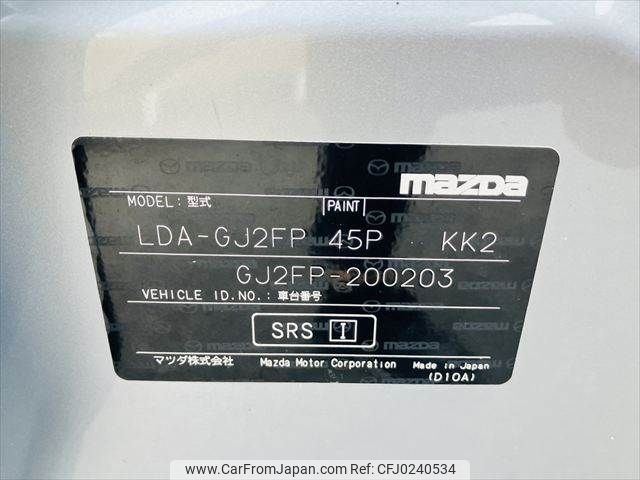 mazda
MODEL:型式 PAINT
LDA-GJ2FP 45P KK2
GJ2FP-200203
VEHICLE ID.NO.:車台番号
SRS I
マツダ株式会社 Mazda Motor Corporation Made in Japan
(D10A)
www.CarFromJapan.com | REF No. CFJ0240534